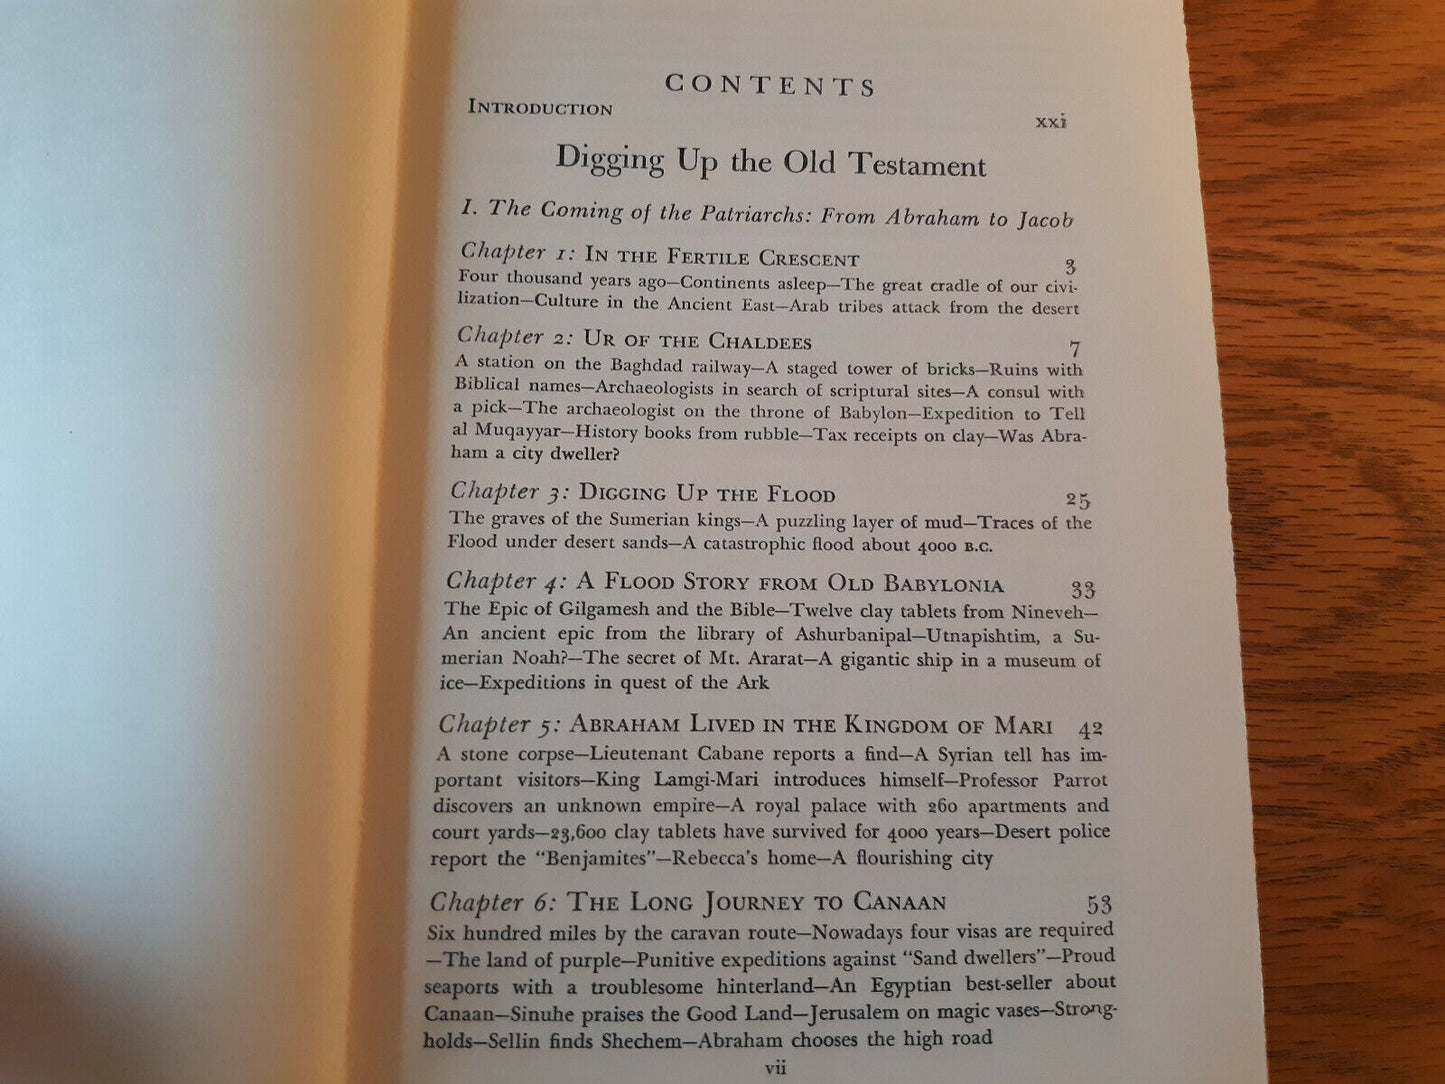 CONTENTS
INTRODUCTION xxi
Digging Up the Old Testament
I. The Coming of the Patriarchs: From Abraham to Jacob
Chapter 1: IN THE FERTILE CRESCENT 3
Four thousand years ago—Continents asleep—The great cradle of our civi-
lization—Culture in the Ancient East—Arab tribes attack from the desert
Chapter 2: UR OF THE CHALDEES 7
A station on the Baghdad railway—A staged tower of bricks—Ruins with
Biblical names—Archaeologists in search of scriptural sites—A consul with
a pick—The archaeologist on the throne of Babylon—Expedition to Tell
al Muqayyar—History books from rubble—Tax receipts on clay—Was Abra-
ham a city dweller?
Chapter 3: DIGGING UP THE FLOOD 25
The graves of the Sumerian kings—A puzzling layer of mud—Traces of the
Flood under desert sands—A catastrophic flood about 4000 B.C.
Chapter 4: A FLOOD STORY FROM OLD BABYLONIA 33
The Epic of Gilgamesh and the Bible—Twelve clay tablets from Nineveh—
An ancient epic from the library of Ashurbanipal—Utnapishtim, a Su-
merian Noah?—The secret of Mt. Ararat—A gigantic ship in a museum of
ice—Expeditions in quest of the Ark
Chapter 5: ABRAHAM LIVED IN THE KINGDOM OF MARI 42
A stone corpse—Lieutenant Cabane reports a find—A Syrian tell has im-
portant visitors—King Lamgi-Mari introduces himself—Professor Parrot
discovers an unknown empire—A royal palace with 260 apartments and
court yards—23,600 clay tablets have survived for 4000 years—Desert police
report the "Benjamites"—Rebecca's home—A flourishing city
Chapter 6: THE LONG JOURNEY TO CANAAN 53
Six hundred miles by the caravan route—Nowadays four visas are required
—The land of purple—Punitive expeditions against "Sand dwellers"—Proud
seaports with a troublesome hinterland—An Egyptian best-seller about
Canaan—Sinuhe praises the Good Land—Jerusalem on magic vases—Strong-
holds—Sellin finds Shechem—Abraham chooses the high road
vii